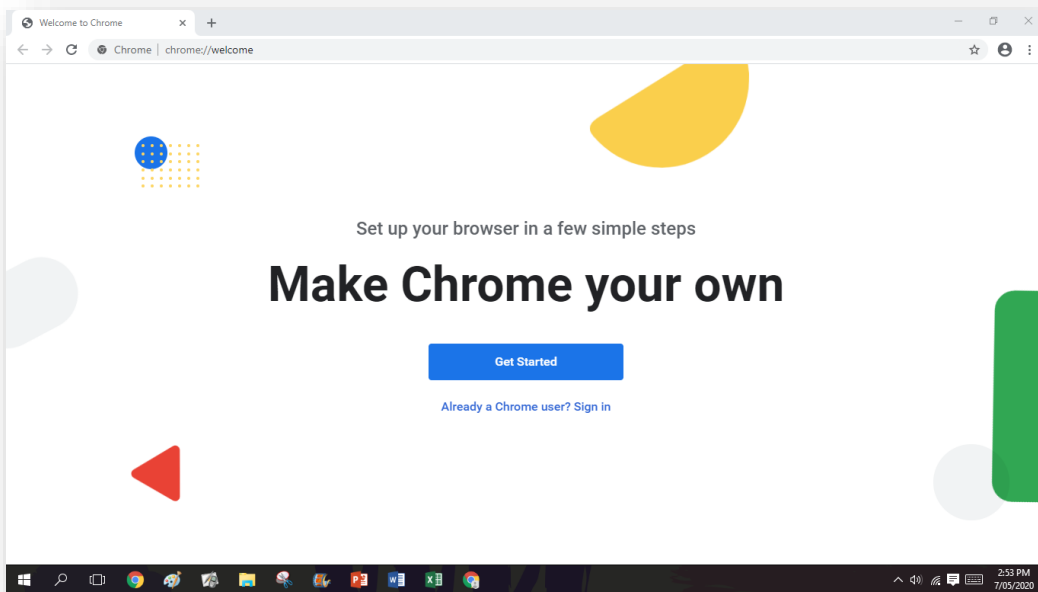 Welcome to Chrome
Chrome | chrome://welcome
Set up your browser in a few simple steps
Make Chrome your own
Get Started
Already a Chrome user? Sign in
2:53 PM
7/05/2020